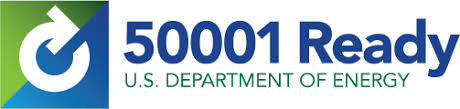 50001 Ready
U.S. DEPARTMENT OF ENERGY